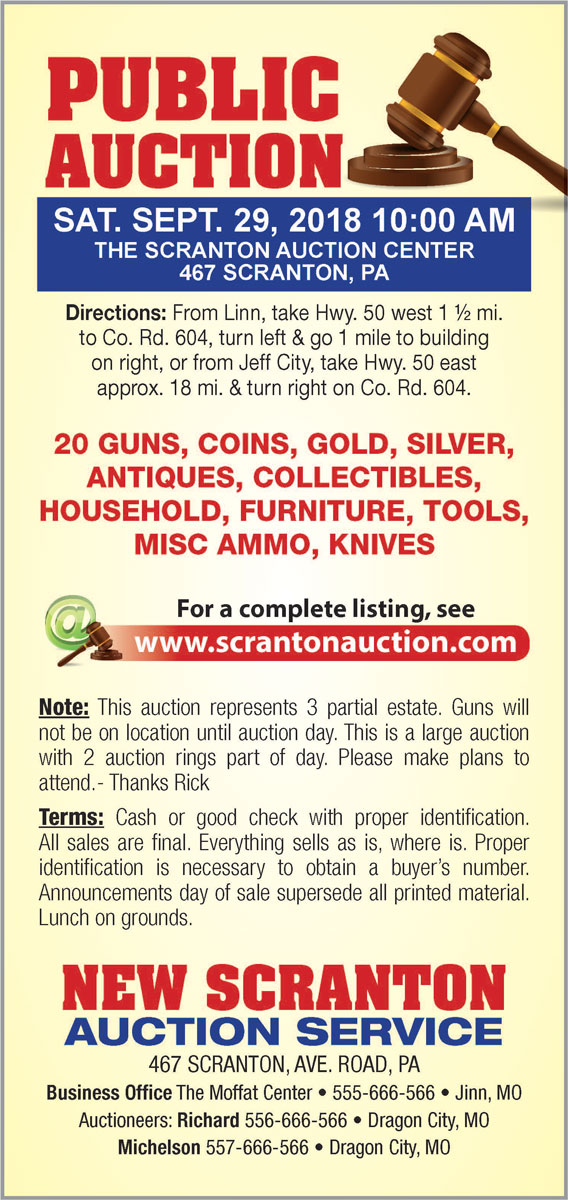 PUBLIC
AUCTION
SAT. SEPT. 29, 2018 10:00 AM
THE SCRANTON AUCTION CENTER
467 SCRANTON, PA
Directions: From Linn, take Hwy. 50 west 1 ½ mi.
to Co. Rd. 604, turn left & go 1 mile to building
on right, or from Jeff City, take Hwy. 50 east
approx. 18 mi. & turn right on Co. Rd. 604.
20 GUNS, COINS, GOLD, SILVER,
ANTIQUES, COLLECTIBLES,
HOUSEHOLD, FURNITURE, TOOLS,
MISC AMMO, KNIVES
@
For a complete listing, see
www.scrantonauction.com
Note: This auction represents 3 partial estate. Guns will
not be on location until auction day. This is a large auction
with 2 auction rings part of day. Please make plans to
attend.- Thanks Rick
Terms: Cash or good check with proper identification.
All sales are final. Everything sells as is, where is. Proper
identification is necessary to obtain a buyer's number.
Announcements day of sale supersede all printed material.
Lunch on grounds.
NEW SCRANTON
AUCTION SERVICE
467 SCRANTON, AVE. ROAD, PA
Business Office The Moffat Center • 555-666-566 • Jinn, MO
Auctioneers: Richard 556-666-566 • Dragon City, MO
Michelson 557-666-566 • Dragon City, MO